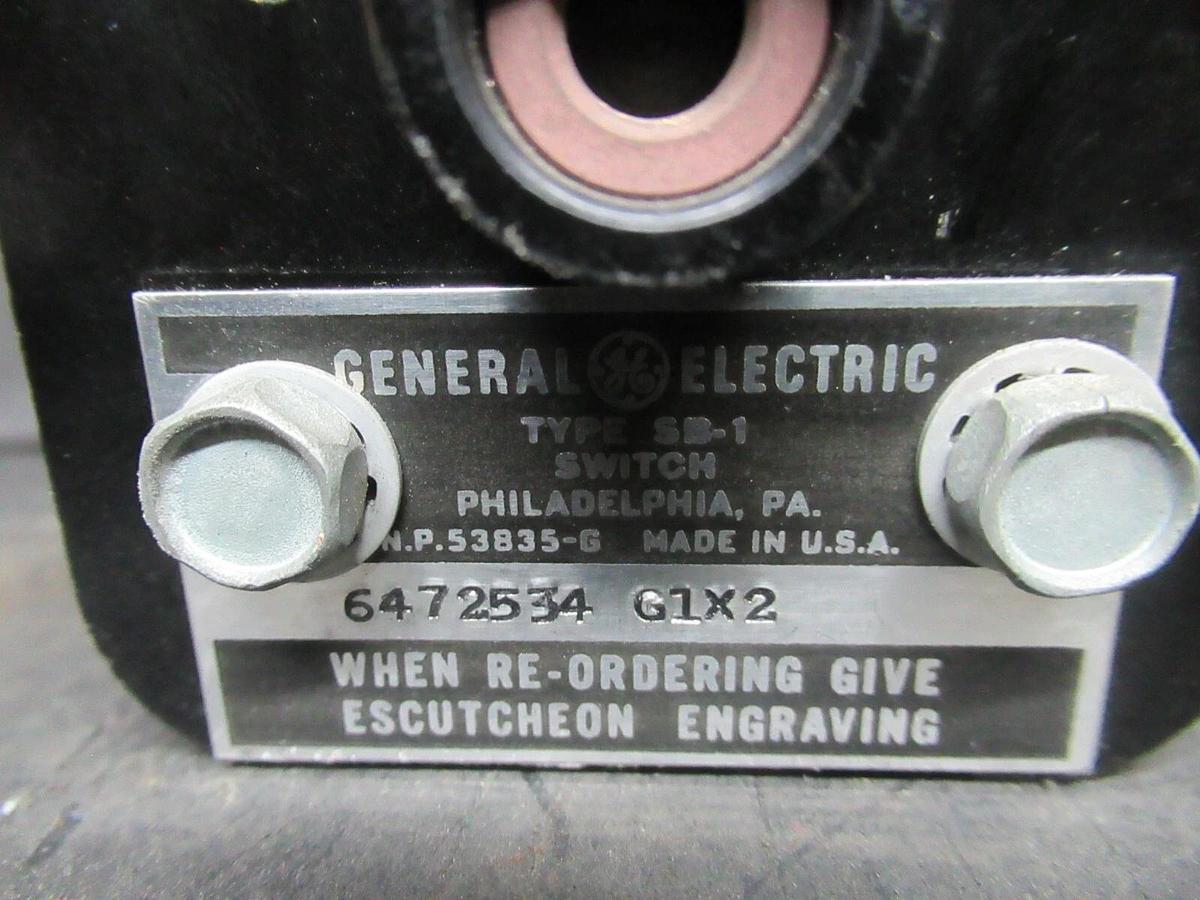 GENERAL GE ELECTRIC
TYPE SB-1
SWITCH
PHILADELPHIA, PA.
N.P.53835-G MADE IN U.S.A.
6472534 G1X2
WHEN RE-ORDERING GIVE
ESCUTCHEON ENGRAVING